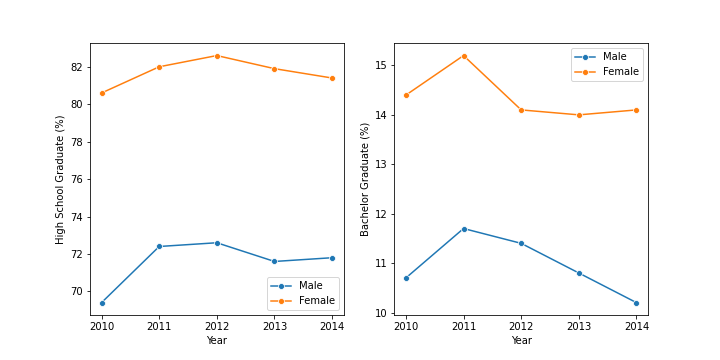 High School Graduate (%)
82
80
78
76
74
72
70
2010 2011 2012 2013 2014
Year
Male
Female
Bachelor Graduate (%)
15
14
13
12
11
10
2010 2011 2012 2013 2014
Year
Male
Female